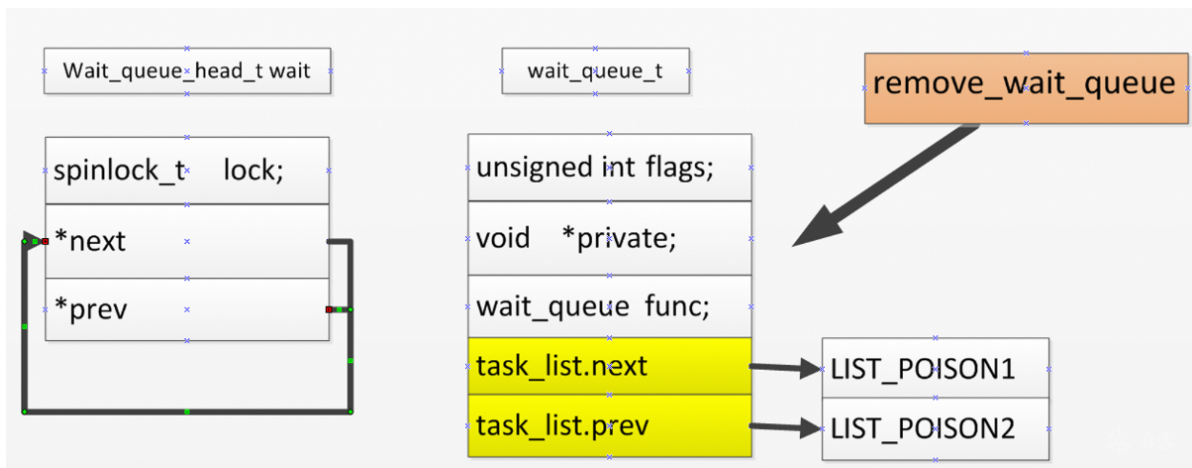 Wait_queue_head_t wait
wait_queue_t
remove_wait_queue
spinlock_t lock;
*next
*prev
unsigned int flags;
void *private;
wait_queue func;
task_list.next
task_list.prev
LIST_POISON1
LIST_POISON2